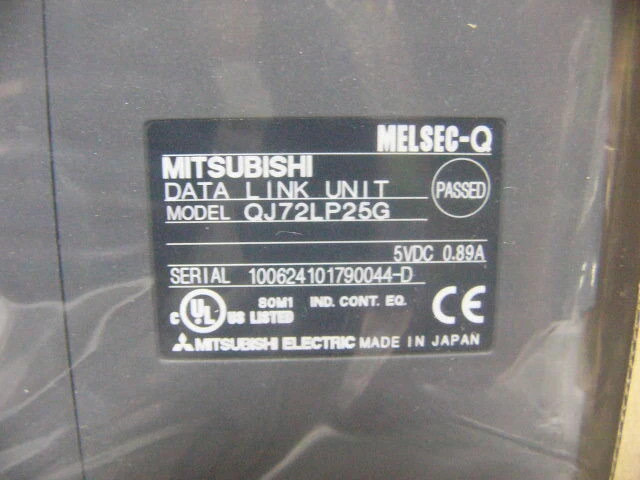 MELSEC-Q
MITSUBISHI
DATA LINK UNIT
PASSED
MODEL QJ72LP25G
5VDC 0.89A
SERIAL 100624101790044-D
C UL US LISTED 80M1 IND. CONT. EQ. CE
MITSUBISHI ELECTRIC MADE IN JAPAN